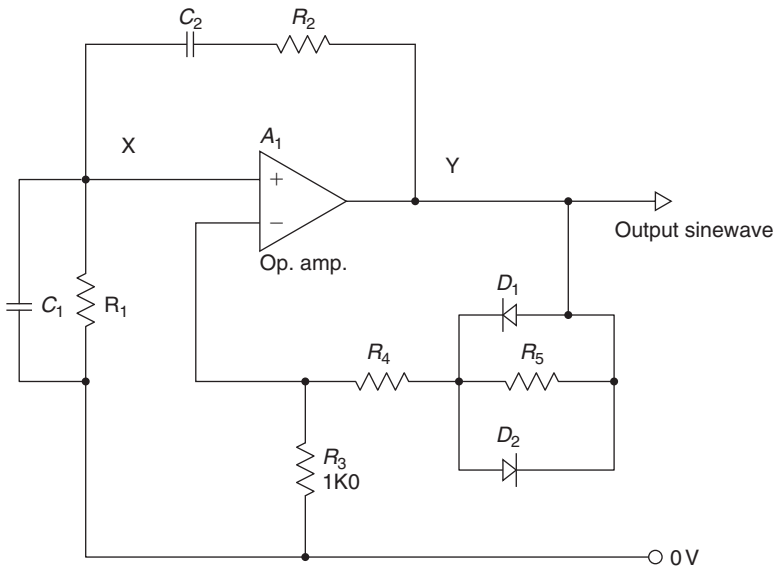 C2
R2
X
A1
+
−
Op. amp.
Y
Output sinewave
C1
R1
D1
R4
R5
D2
R3
1K0
0 V